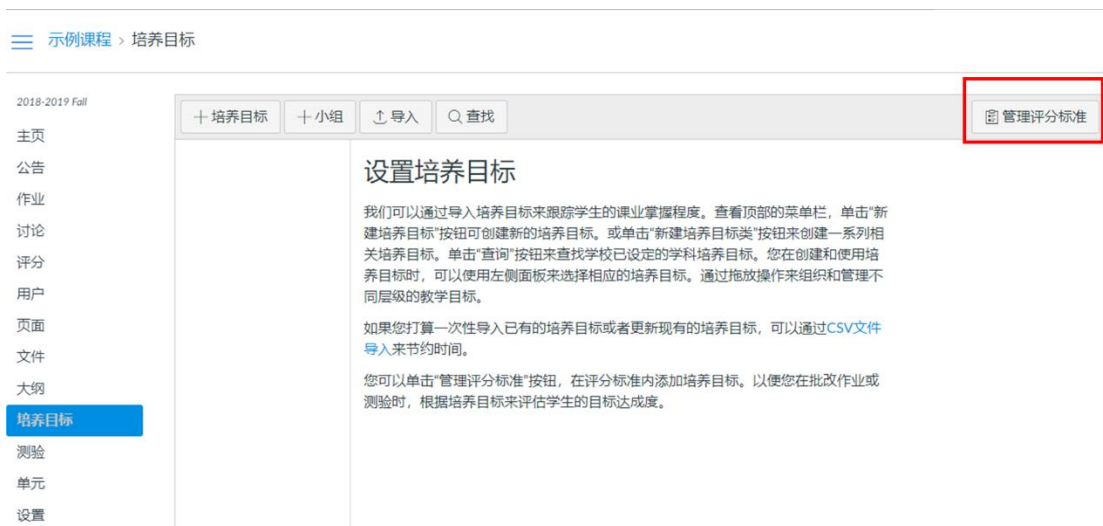 示例课程 › 培养目标
2018-2019 Fall
主页
公告
作业
讨论
评分
用户
页面
文件
大纲
培养目标
测验
单元
设置
+培养目标 +小组 导入 查找 管理评分标准
设置培养目标
我们可以通过导入培养目标来跟踪学生的课业掌握程度。查看顶部的菜单栏，单击“新
建培养目标”按钮可创建新的培养目标。或单击“新建培养目标类”按钮来创建一系列相
关培养目标。单击“查询”按钮来查找学校已设定的学科培养目标。您在创建和使用培
养目标时，可以使用左侧面板来选择相应的培养目标。通过拖放操作来组织和管理不
同层级的教学目标。
如果您打算一次性导入已有的培养目标或者更新现有的培养目标，可以通过CSV文件
导入来节约时间。
您可以单击“管理评分标准”按钮，在评分标准内添加培养目标。以便您在批改作业或
测验时，根据培养目标来评估学生的目标达成度。